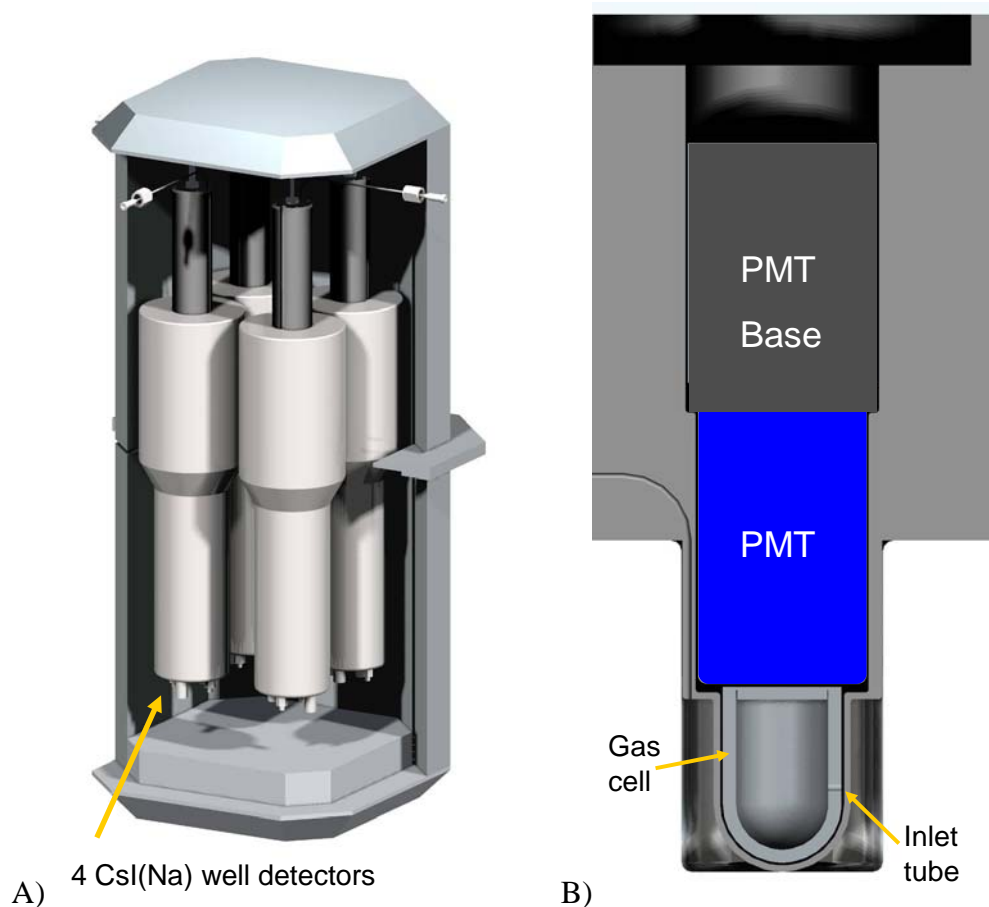 PMT
Base
PMT
Gas
cell
Inlet
tube
4 CsI(Na) well detectors
A)
B)